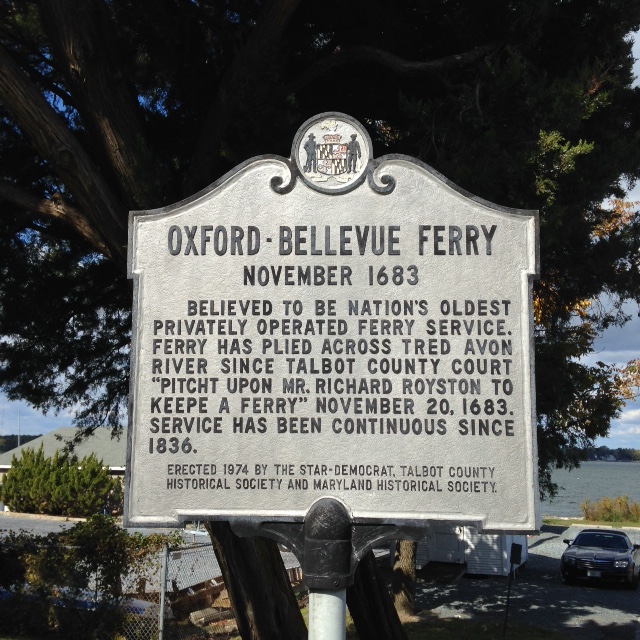 OXFORD-BELLEVUE FERRY
NOVEMBER 1683
BELIEVED TO BE NATION'S OLDEST
PRIVATELY OPERATED FERRY SERVICE.
FERRY HAS PLIED ACROSS TRED AVON
RIVER SINCE TALBOT COUNTY COURT
"PITCHT UPON MR. RICHARD ROYSTON TO
KEEPE A FERRY" NOVEMBER 20, 1683.
SERVICE HAS BEEN CONTINUOUS SINCE
1836.
ERECTED 1974 BY THE STAR-DEMOCRAT, TALBOT COUNTY
HISTORICAL SOCIETY AND MARYLAND HISTORICAL SOCIETY.